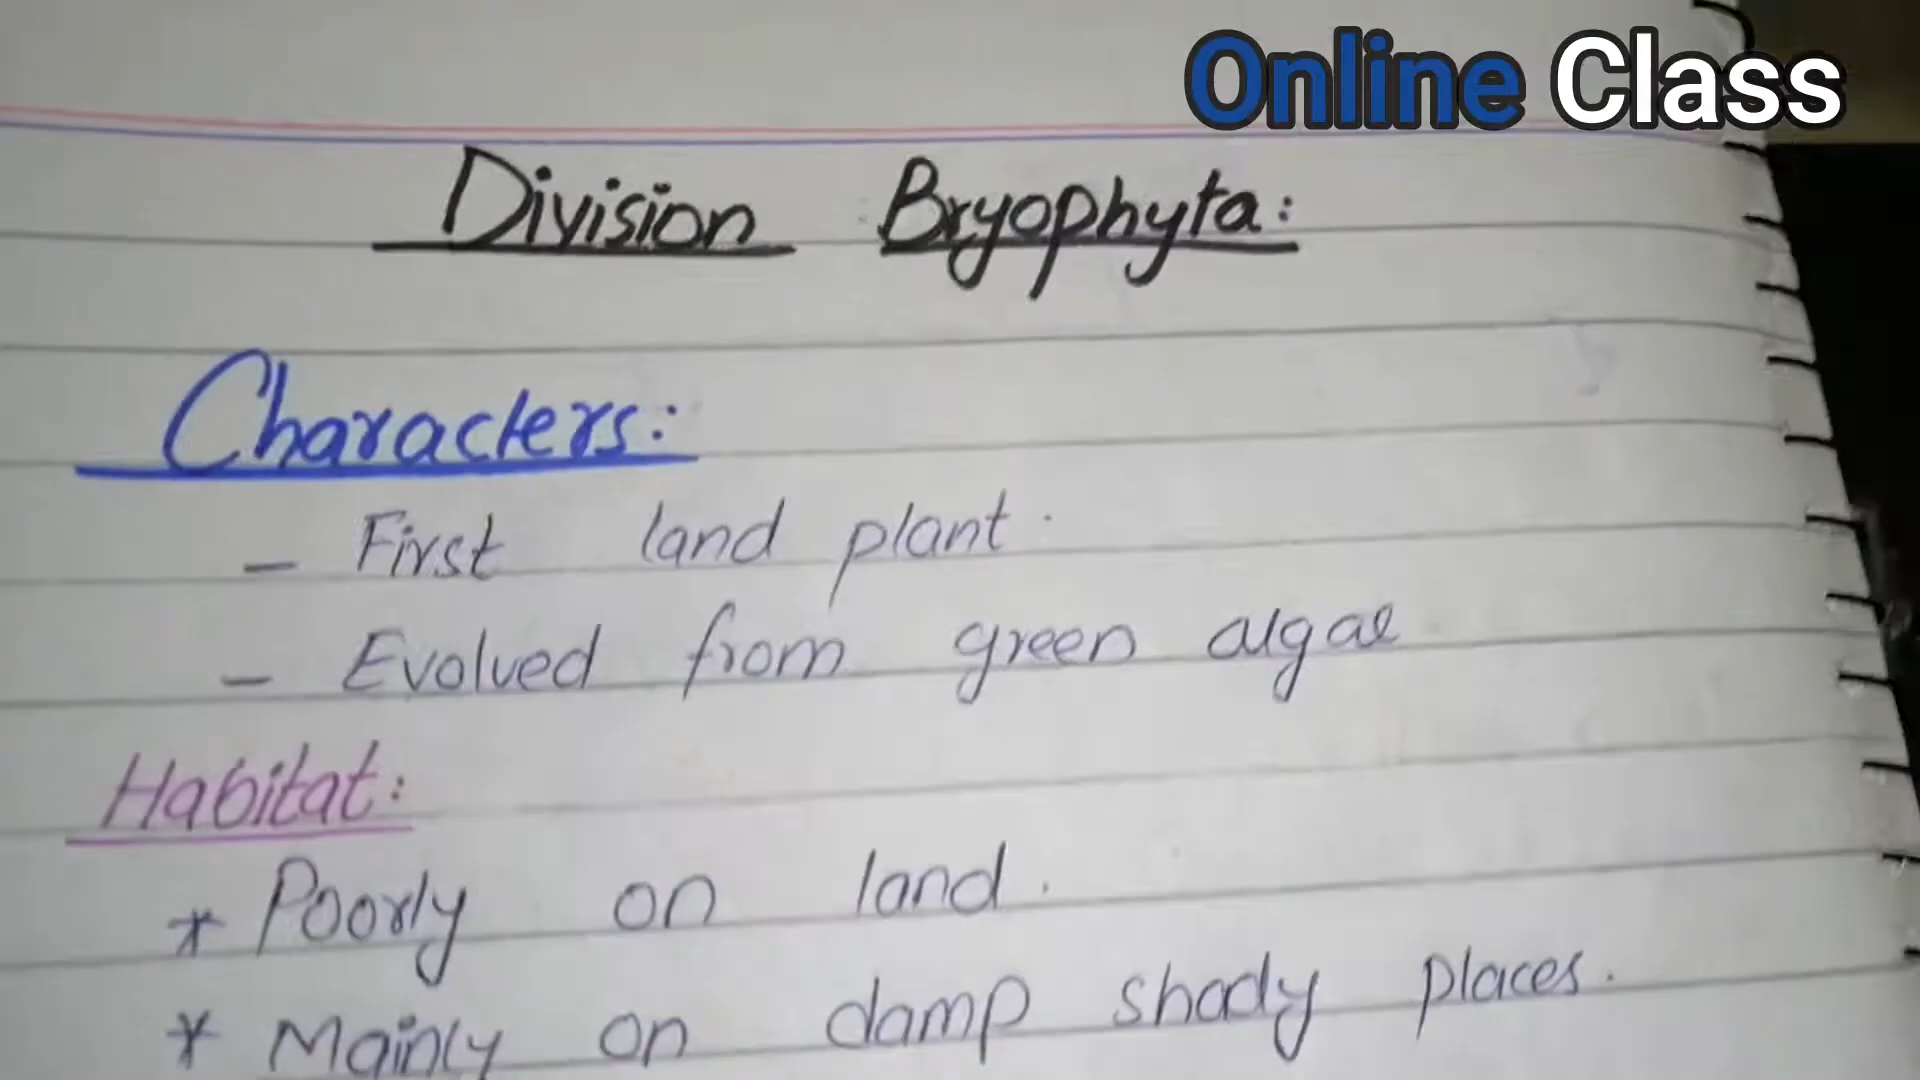 Online Class
Division Bryophyta:
Characters:
- First land plant.
- Evolved from green algae
Habitat:
* Poorly on land.
* Mainly on damp shady places.